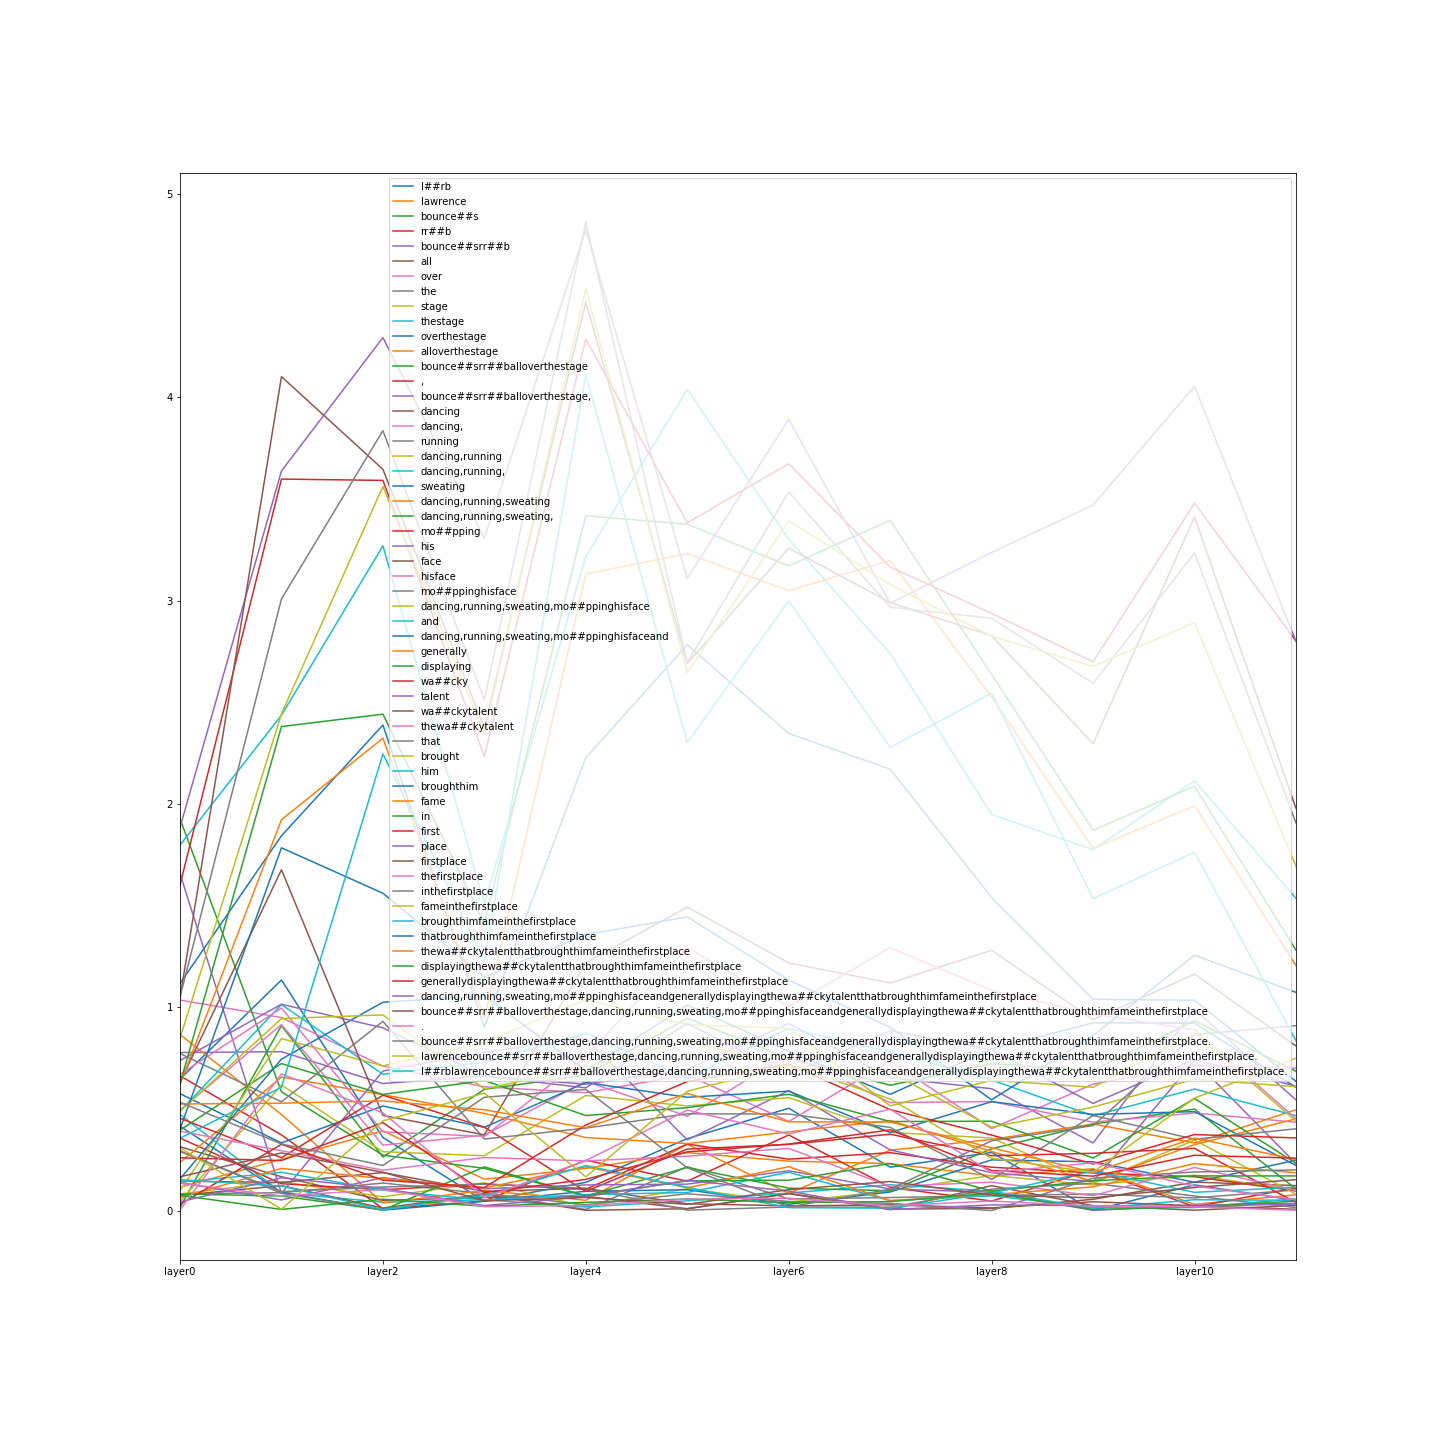 5
4
3
2
1
0
l##rb
lawrence
bounce##s
rr##b
bounce##srr##b
all
over
the
stage
thestage
overthestage
alloverthestage
bounce##srr##balloverthestage
,
bounce##srr##balloverthestage,
dancing
dancing,
running
dancing,running
dancing,running,
sweating
dancing,running,sweating
dancing,running,sweating,
mo##pping
his
face
hisface
mo##ppinghisface
dancing,running,sweating,mo##ppinghisface
and
dancing,running,sweating,mo##ppinghisfaceand
generally
displaying
wa##cky
talent
wa##ckytalent
thewa##ckytalent
that
brought
him
broughthim
fame
in
first
place
firstplace
thefirstplace
inthefirstplace
fameinthefirstplace
broughthimfameinthefirstplace
thatbroughthimfameinthefirstplace
thewa##ckytalentthatbroughthimfameinthefirstplace
displayingthewa##ckytalentthatbroughthimfameinthefirstplace
generallydisplayingthewa##ckytalentthatbroughthimfameinthefirstplace
dancing,running,sweating,mo##ppinghisfaceandgenerallydisplayingthewa##ckytalentthatbroughthimfameinthefirstplace
bounce##srr##balloverthestage,dancing,running,sweating,mo##ppinghisfaceandgenerallydisplayingthewa##ckytalentthatbroughthimfameinthefirstplace
.
bounce##srr##balloverthestage,dancing,running,sweating,mo##ppinghisfaceandgenerallydisplayingthewa##ckytalentthatbroughthimfameinthefirstplace.
lawrencebounce##srr##balloverthestage,dancing,running,sweating,mo##ppinghisfaceandgenerallydisplayingthewa##ckytalentthatbroughthimfameinthefirstplace.
l##rblawrencebounce##srr##balloverthestage,dancing,running,sweating,mo##ppinghisfaceandgenerallydisplayingthewa##ckytalentthatbroughthimfameinthefirstplace.
layer0 layer2 layer4 layer6 layer8 layer10